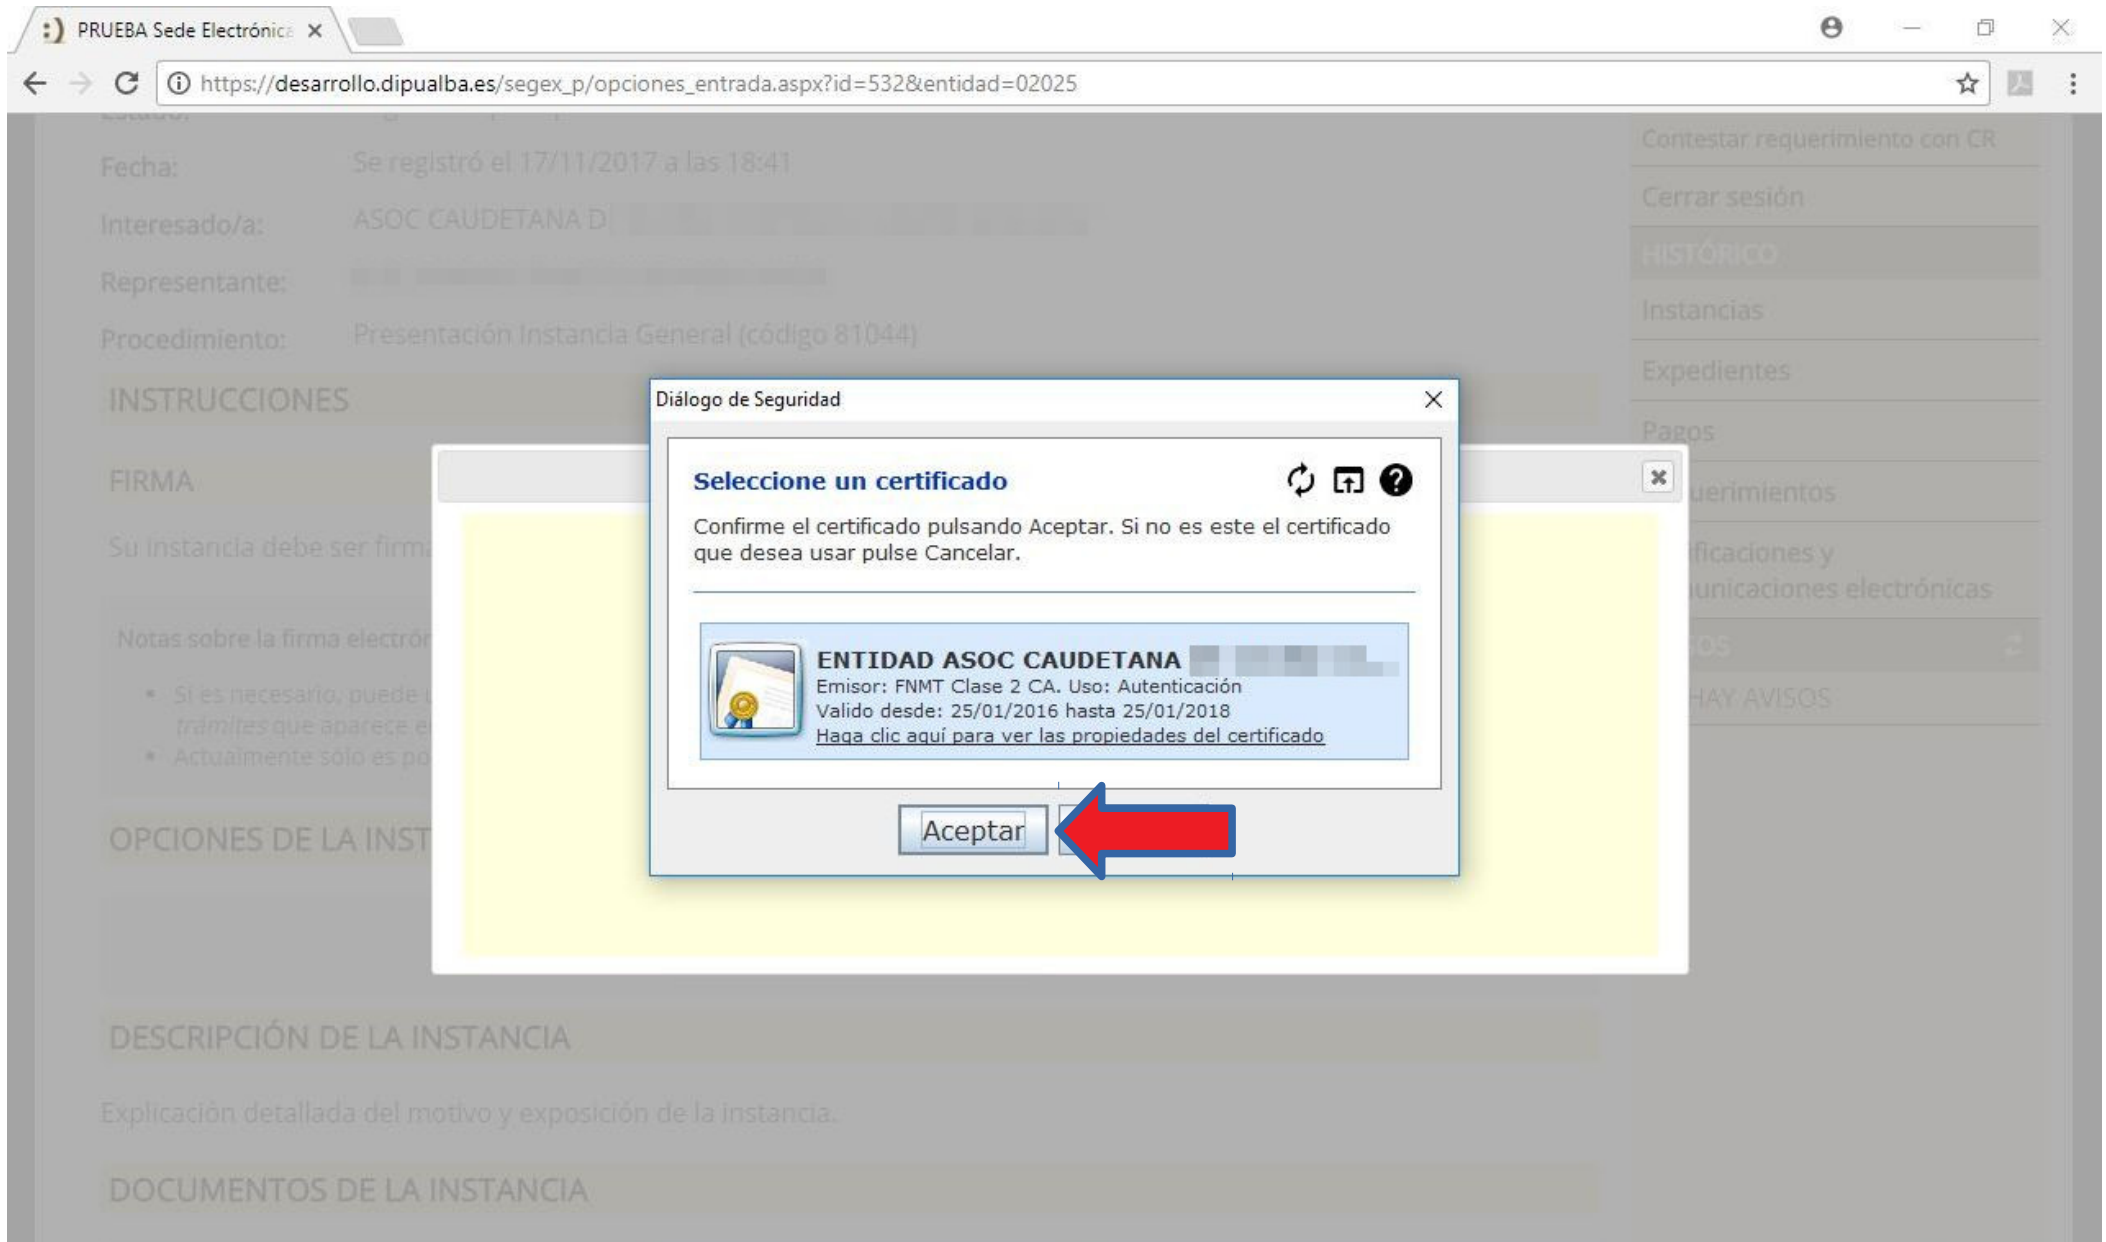 PRUEBA Sede Electrónica
https://desarrollo.dipualba.es/segex_p/opciones_entrada.aspx?id=532&entidad=02025
Estado:
Fecha: Se registró el 17/11/2017 a las 18:41
Interesado/a: ASOC CAUDETANA D
Representante:
Procedimiento: Presentación Instancia General (código 81044)
INSTRUCCIONES
FIRMA
Su instancia debe ser firma
Notas sobre la firma electrón
Si es necesario, puede
trámites que aparece e
Actualmente sólo es po
OPCIONES DE LA INST
DESCRIPCIÓN DE LA INSTANCIA
Explicación detallada del motivo y exposición de la instancia.
DOCUMENTOS DE LA INSTANCIA
Diálogo de Seguridad
Seleccione un certificado
Confirme el certificado pulsando Aceptar. Si no es este el certificado
que desea usar pulse Cancelar.
ENTIDAD ASOC CAUDETANA
Emisor: FNMT Clase 2 CA. Uso: Autenticación
Valido desde: 25/01/2016 hasta 25/01/2018
Haga clic aquí para ver las propiedades del certificado
Aceptar
Contestar requerimiento con CR
Cerrar sesión
HISTÓRICO
Instancias
Expedientes
Pagos
uerimientos
ficaciones y
unicaciones electrónicas
SOS
HAY AVISOS